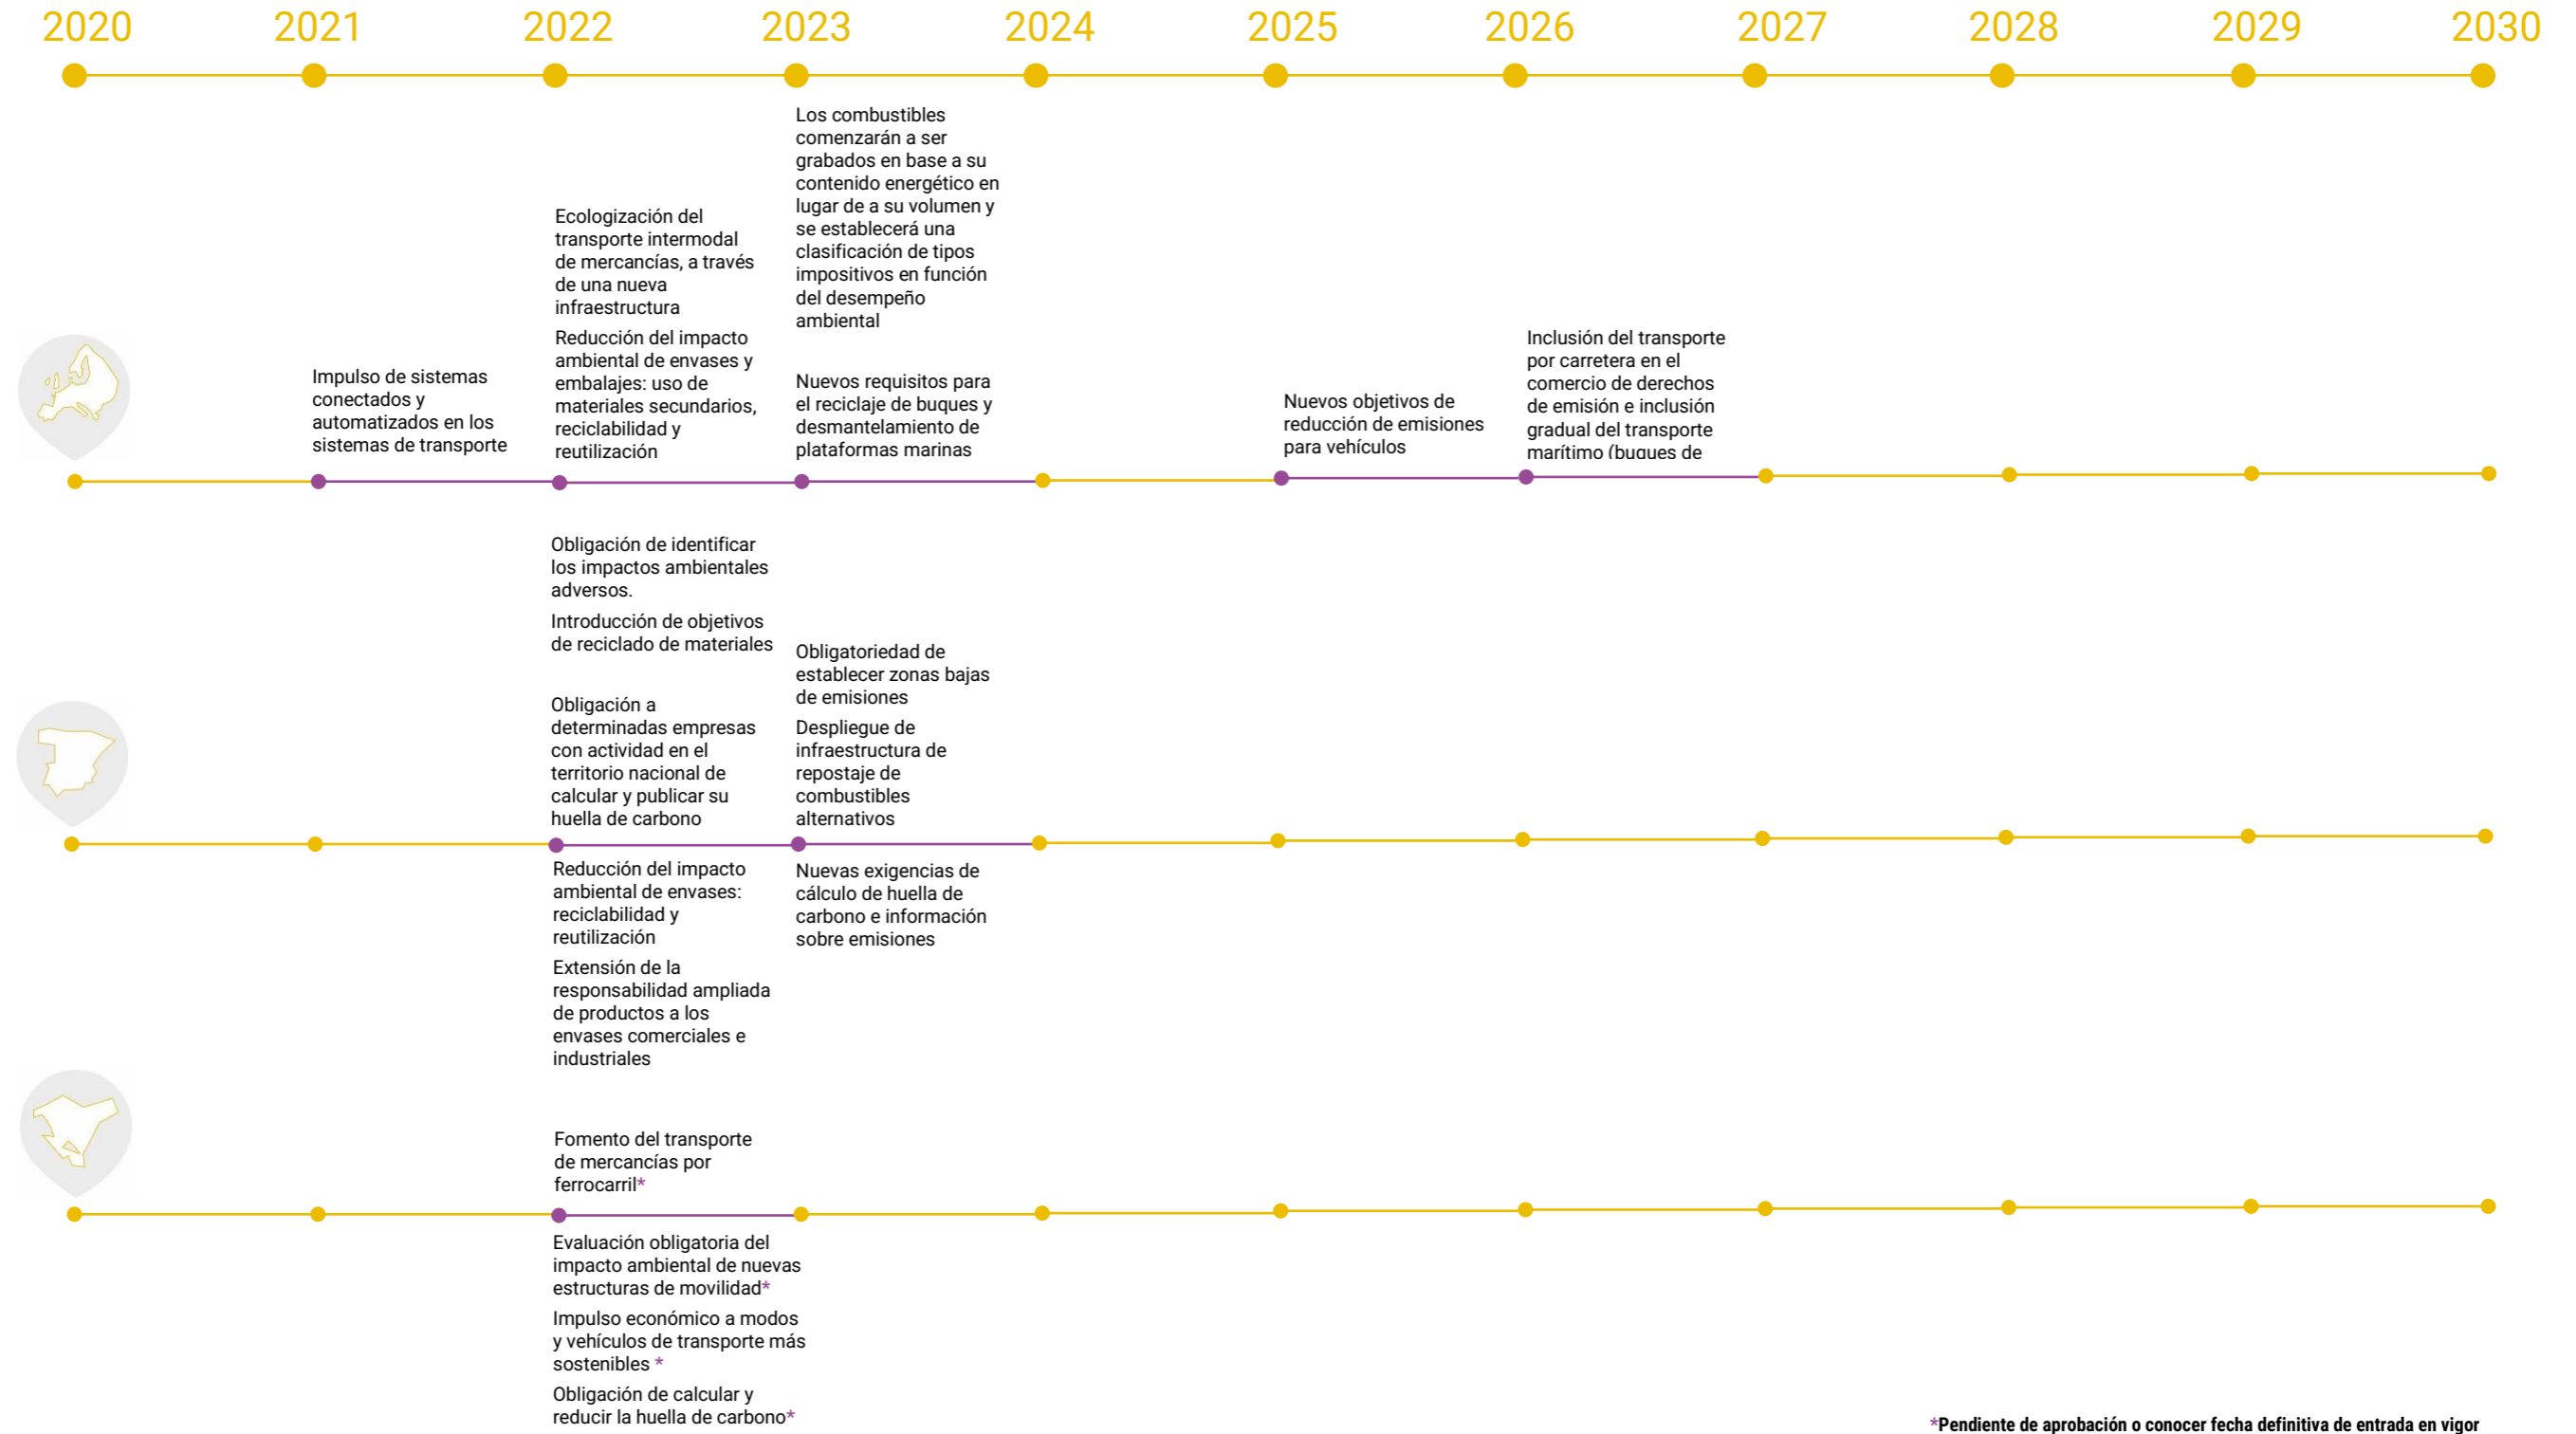 2020 2021 2022 2023 2024 2025 2026 2027 2028 2029 2030
Impulso de sistemas
conectados y
automatizados en los
sistemas de transporte
Ecologización del
transporte intermodal
de mercancías, a través
de una nueva
infraestructura
Reducción del impacto
ambiental de envases y
embalajes: uso de
materiales secundarios,
reciclabilidad y
reutilización
Los combustibles
comenzarán a ser
grabados en base a su
contenido energético en
lugar de a su volumen y
se establecerá una
clasificación de tipos
impositivos en función
del desempeño
ambiental
Nuevos requisitos para
el reciclaje de buques y
desmantelamiento de
plataformas marinas
Nuevos objetivos de
reducción de emisiones
para vehículos
Inclusión del transporte
por carretera en el
comercio de derechos
de emisión e inclusión
gradual del transporte
marítimo (buques de
Obligación de identificar
los impactos ambientales
adversos.
Introducción de objetivos
de reciclado de materiales
Obligación a
determinadas empresas
con actividad en el
territorio nacional de
calcular y publicar su
huella de carbono
Obligatoriedad de
establecer zonas bajas
de emisiones
Despliegue de
infraestructura de
repostaje de
combustibles
alternativos
Reducción del impacto
ambiental de envases:
reciclabilidad y
reutilización
Extensión de la
responsabilidad ampliada
de productos a los
envases comerciales e
industriales
Nuevas exigencias de
cálculo de huella de
carbono e información
sobre emisiones
Fomento del transporte
de mercancías por
ferrocarril*
Evaluación obligatoria del
impacto ambiental de nuevas
estructuras de movilidad*
Impulso económico a modos
y vehículos de transporte más
sostenibles *
Obligación de calcular y
reducir la huella de carbono*
*Pendiente de aprobación o conocer fecha definitiva de entrada en vigor